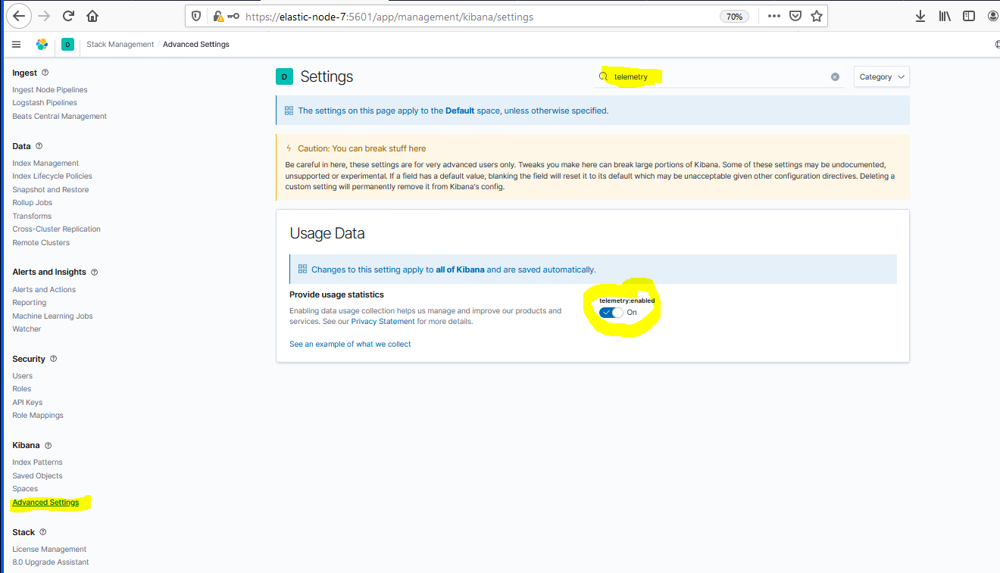 https://elastic-node-7:5601/app/management/kibana/settings
70%
D
Stack Management / Advanced Settings
Ingest
Ingest Node Pipelines
Logstash Pipelines
Beats Central Management
Data
Index Management
Index Lifecycle Policies
Snapshot and Restore
Rollup Jobs
Transforms
Cross-Cluster Replication
Remote Clusters
Alerts and Insights
Alerts and Actions
Reporting
Machine Learning Jobs
Watcher
Security
Users
Roles
API Keys
Role Mappings
Kibana
Index Patterns
Saved Objects
Spaces
Advanced Settings
Stack
License Management
8.0 Upgrade Assistant
D
Settings
telemetry
Category
The settings on this page apply to the Default space, unless otherwise specified.
Caution: You can break stuff here
Be careful in here, these settings are for very advanced users only. Tweaks you make here can break large portions of Kibana. Some of these settings may be undocumented,
unsupported or experimental. If a field has a default value, blanking the field will reset it to its default which may be unacceptable given other configuration directives. Deleting a
custom setting will permanently remove it from Kibana's config.
Usage Data
Changes to this setting apply to all of Kibana and are saved automatically.
Provide usage statistics
Enabling data usage collection helps us manage and improve our products and
services. See our Privacy Statement for more details.
See an example of what we collect
telemetry:enabled
On